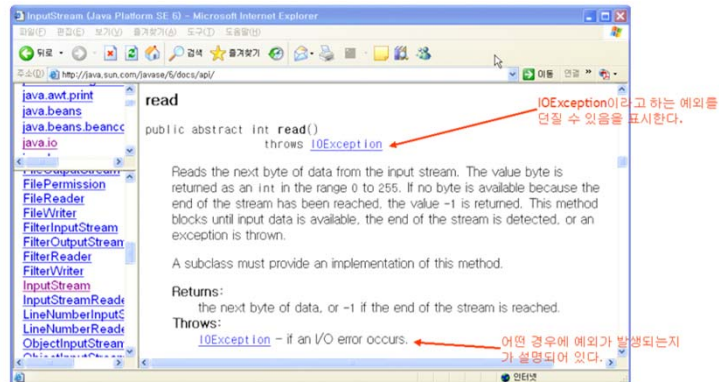 InputStream (Java Platform SE 6) - Microsoft Internet Explorer
파일(F) 편집(E) 보기(V) 즐겨찾기(A) 도구(T) 도움말(H)
뒤로 검색 즐겨찾기
주소(D) http://java.sun.com/javase/6/docs/api/ 이동 연결 »
java.awt.print
java.beans
java.beans.beancc
java.io
FileOutputStream
FilePermission
FileReader
FileWriter
FilterInputStream
FilterOutputStream
FilterReader
FilterWriter
InputStream
InputStreamReade
LineNumberInputS
LineNumberReade
ObjectInputStream
read
public abstract int read()
throws IOException
IOException이라고 하는 예외를
던질 수 있음을 표시한다.
Reads the next byte of data from the input stream. The value byte is
returned as an int in the range 0 to 255. If no byte is available because the
end of the stream has been reached, the value -1 is returned. This method
blocks until input data is available, the end of the stream is detected, or an
exception is thrown.
A subclass must provide an implementation of this method.
Returns:
the next byte of data, or -1 if the end of the stream is reached.
Throws:
IOException - if an I/O error occurs.
어떤 경우에 예외가 발생되는지
가 설명되어 있다.
인터넷